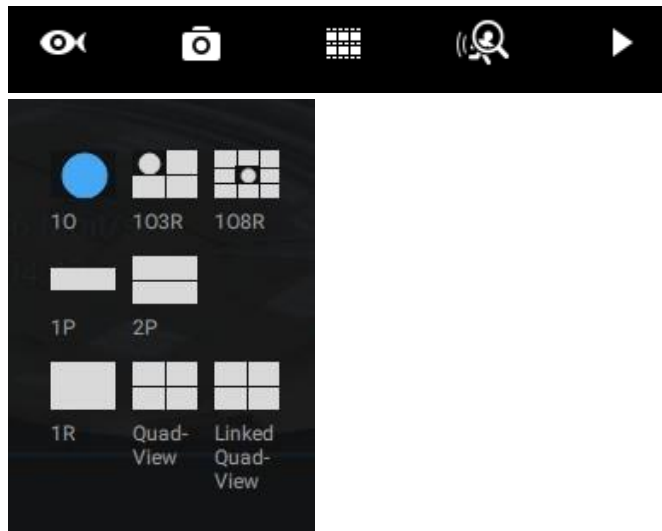 1O
1O3R
1O8R
1P
2P
1R
Quad-
View
Linked
Quad-
View